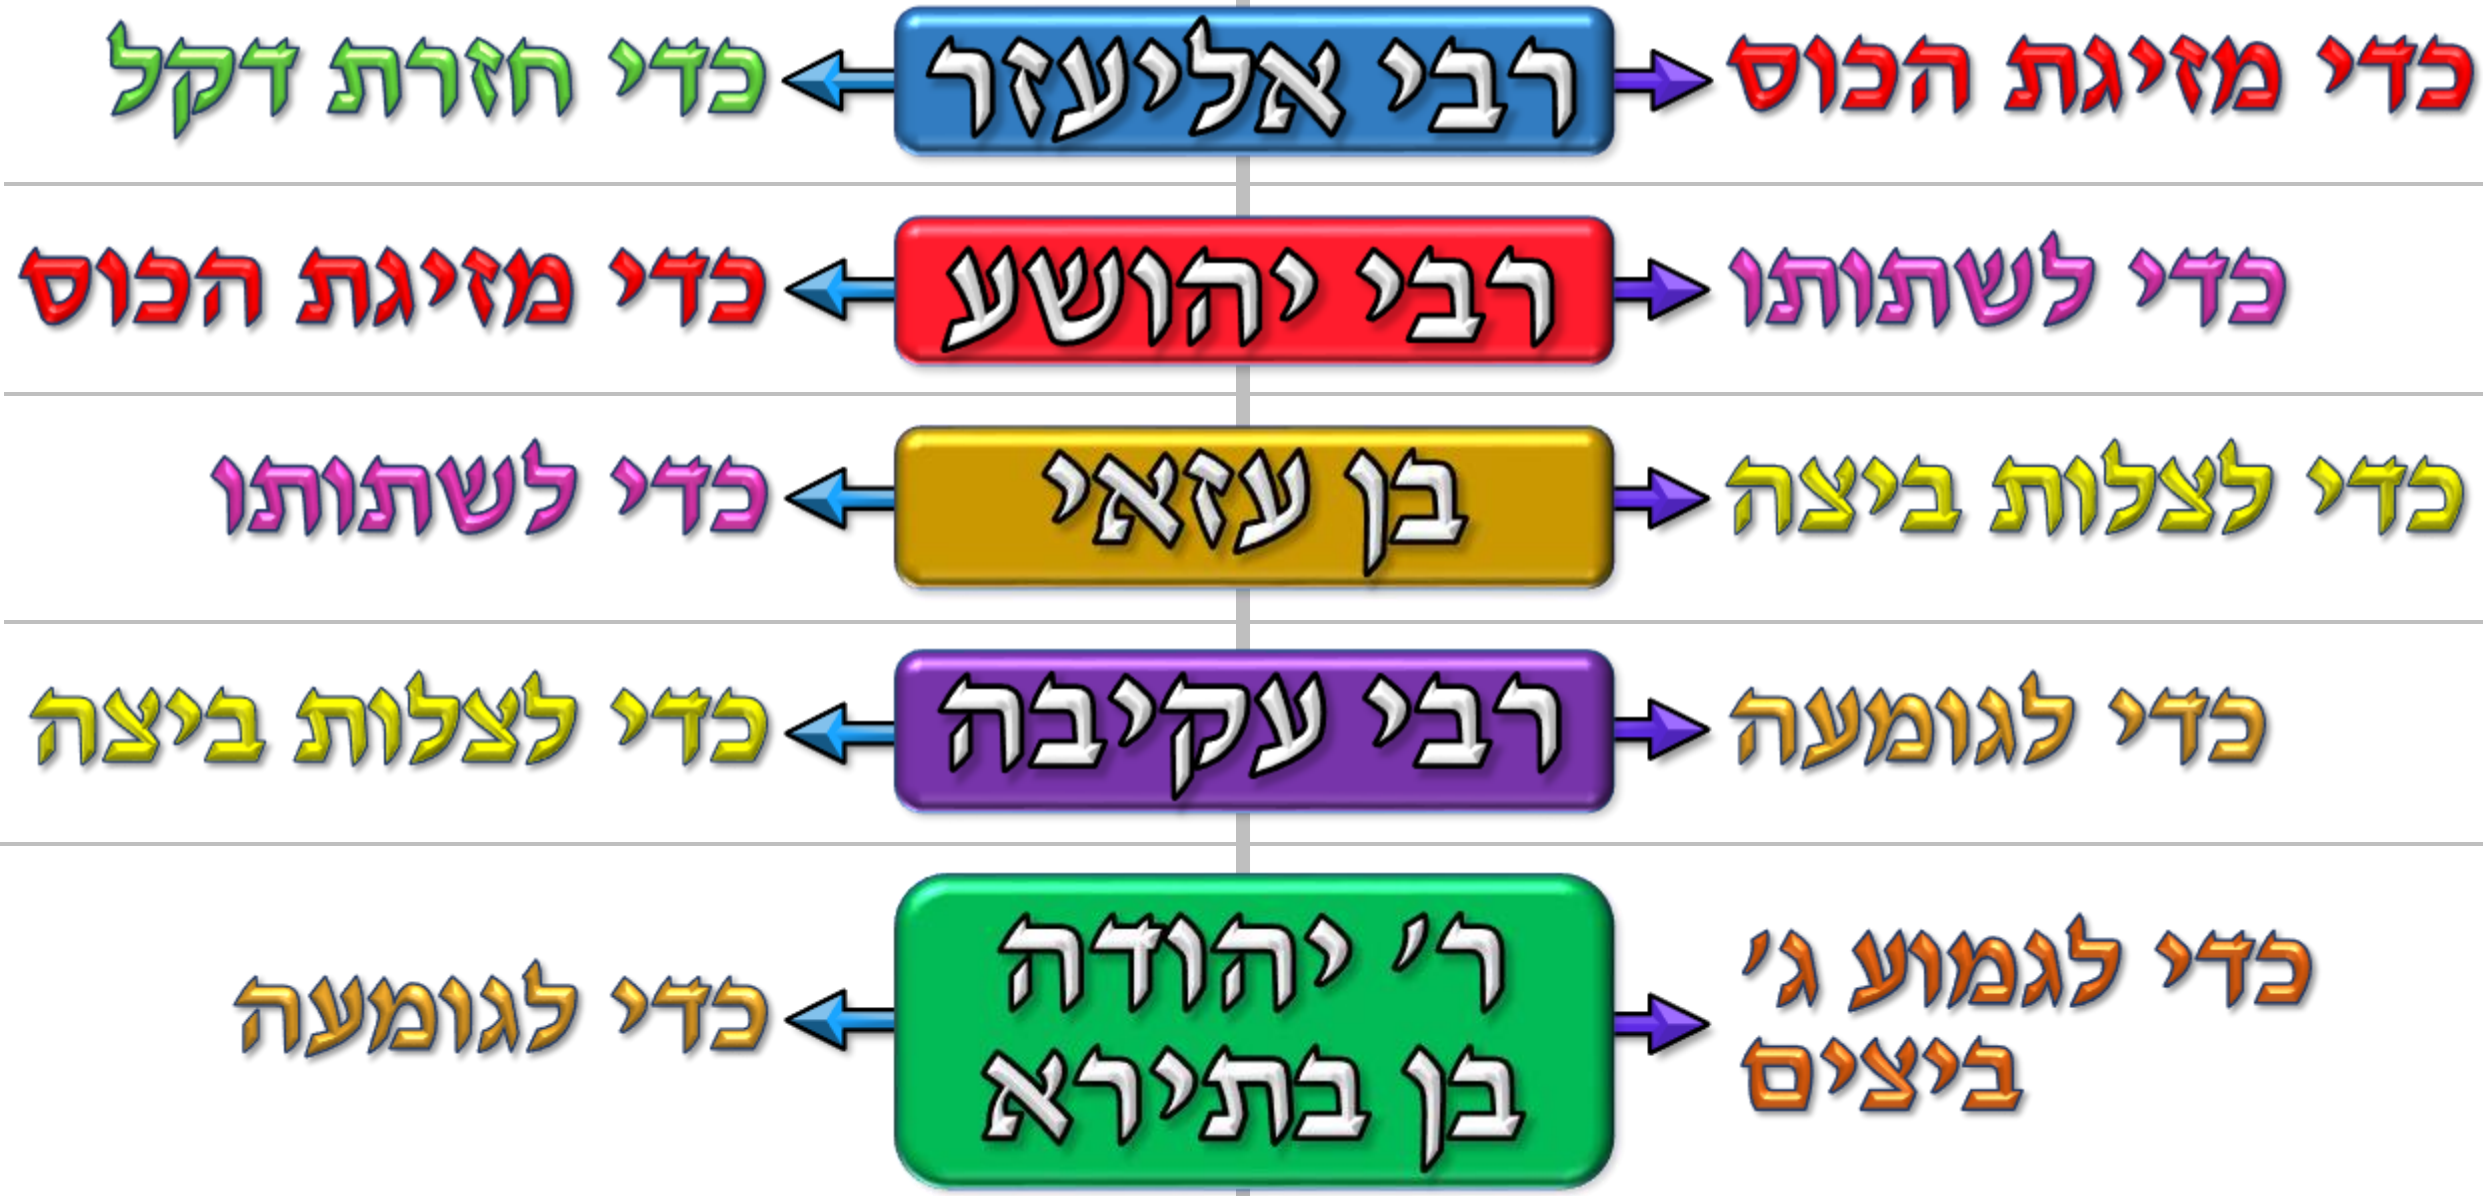 כדי מזיגת הכוס
רבי אליעזר
כדי חזרת דקל
כדי לשתותו
רבי יהושע
כדי מזיגת הכוס
כדי לצלות ביצה
בן עזאי
כדי לשתותו
כדי לגומעה
רבי עקיבה
כדי לצלות ביצה
כדי לגמוע ג׳
ביצים
ר׳ יהודה
בן בתירא
כדי לגומעה